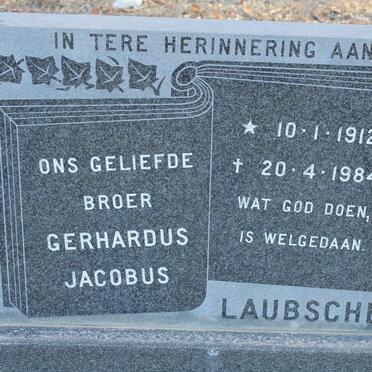 IN TERE HERINNERING AAN
ONS GELIEFDE
BROER
GERHARDUS
JACOBUS
★ 10·1·1912
† 20·4·1984
WAT GOD DOEN,
IS WELGEDAAN.